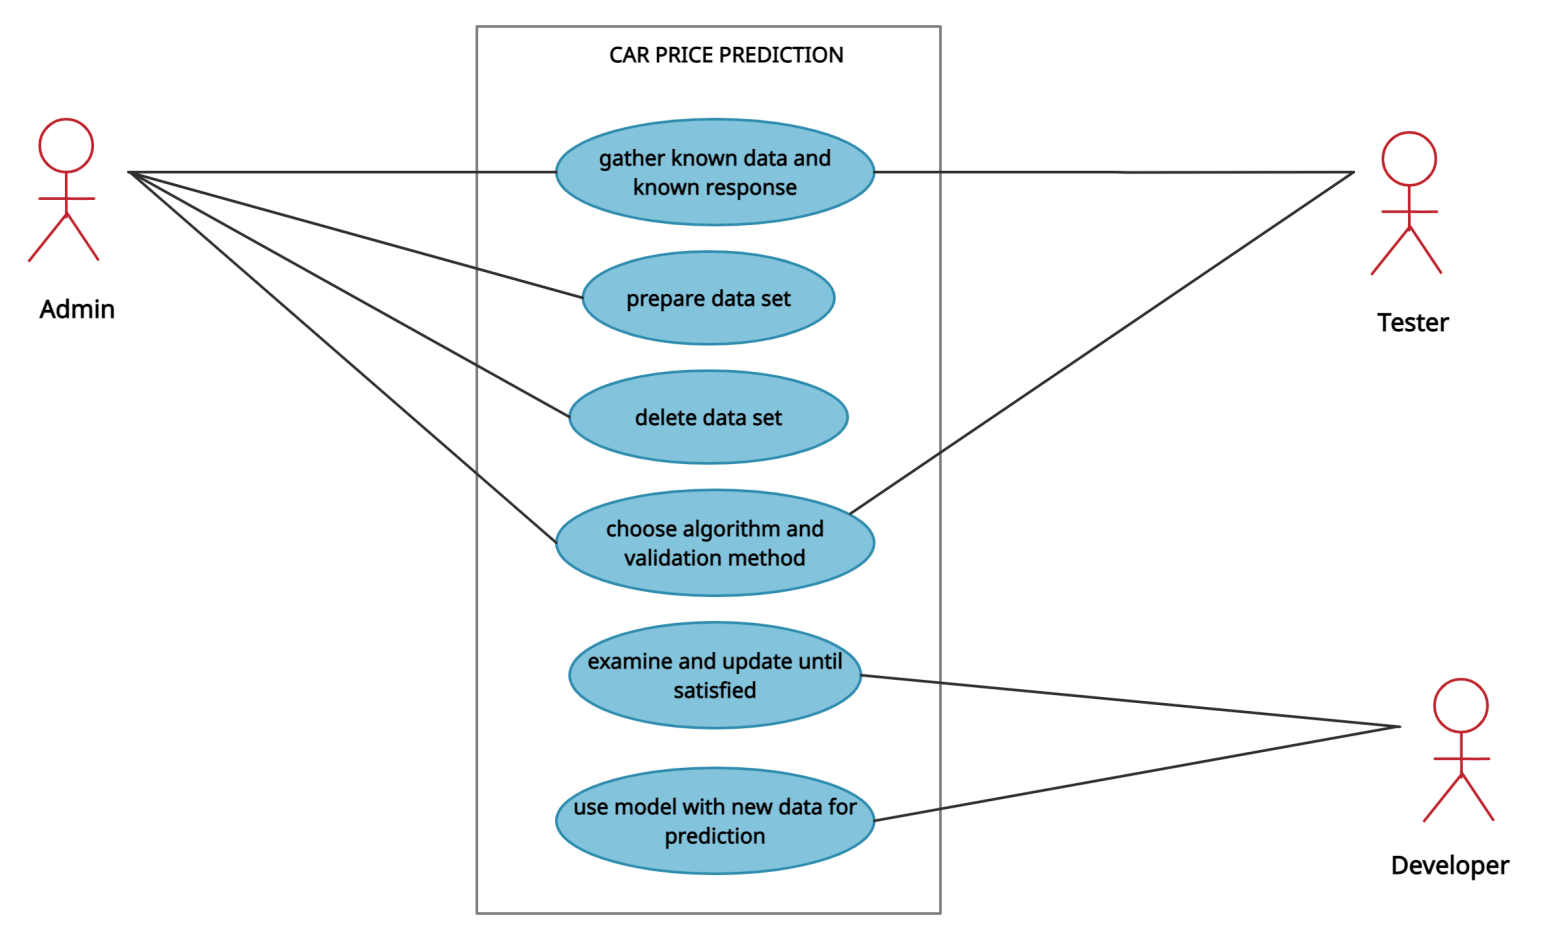 CAR PRICE PREDICTION
gather known data and
known response
prepare data set
Admin
Tester
delete data set
choose algorithm and
validation method
examine and update until
satisfied
use model with new data for
prediction
Developer